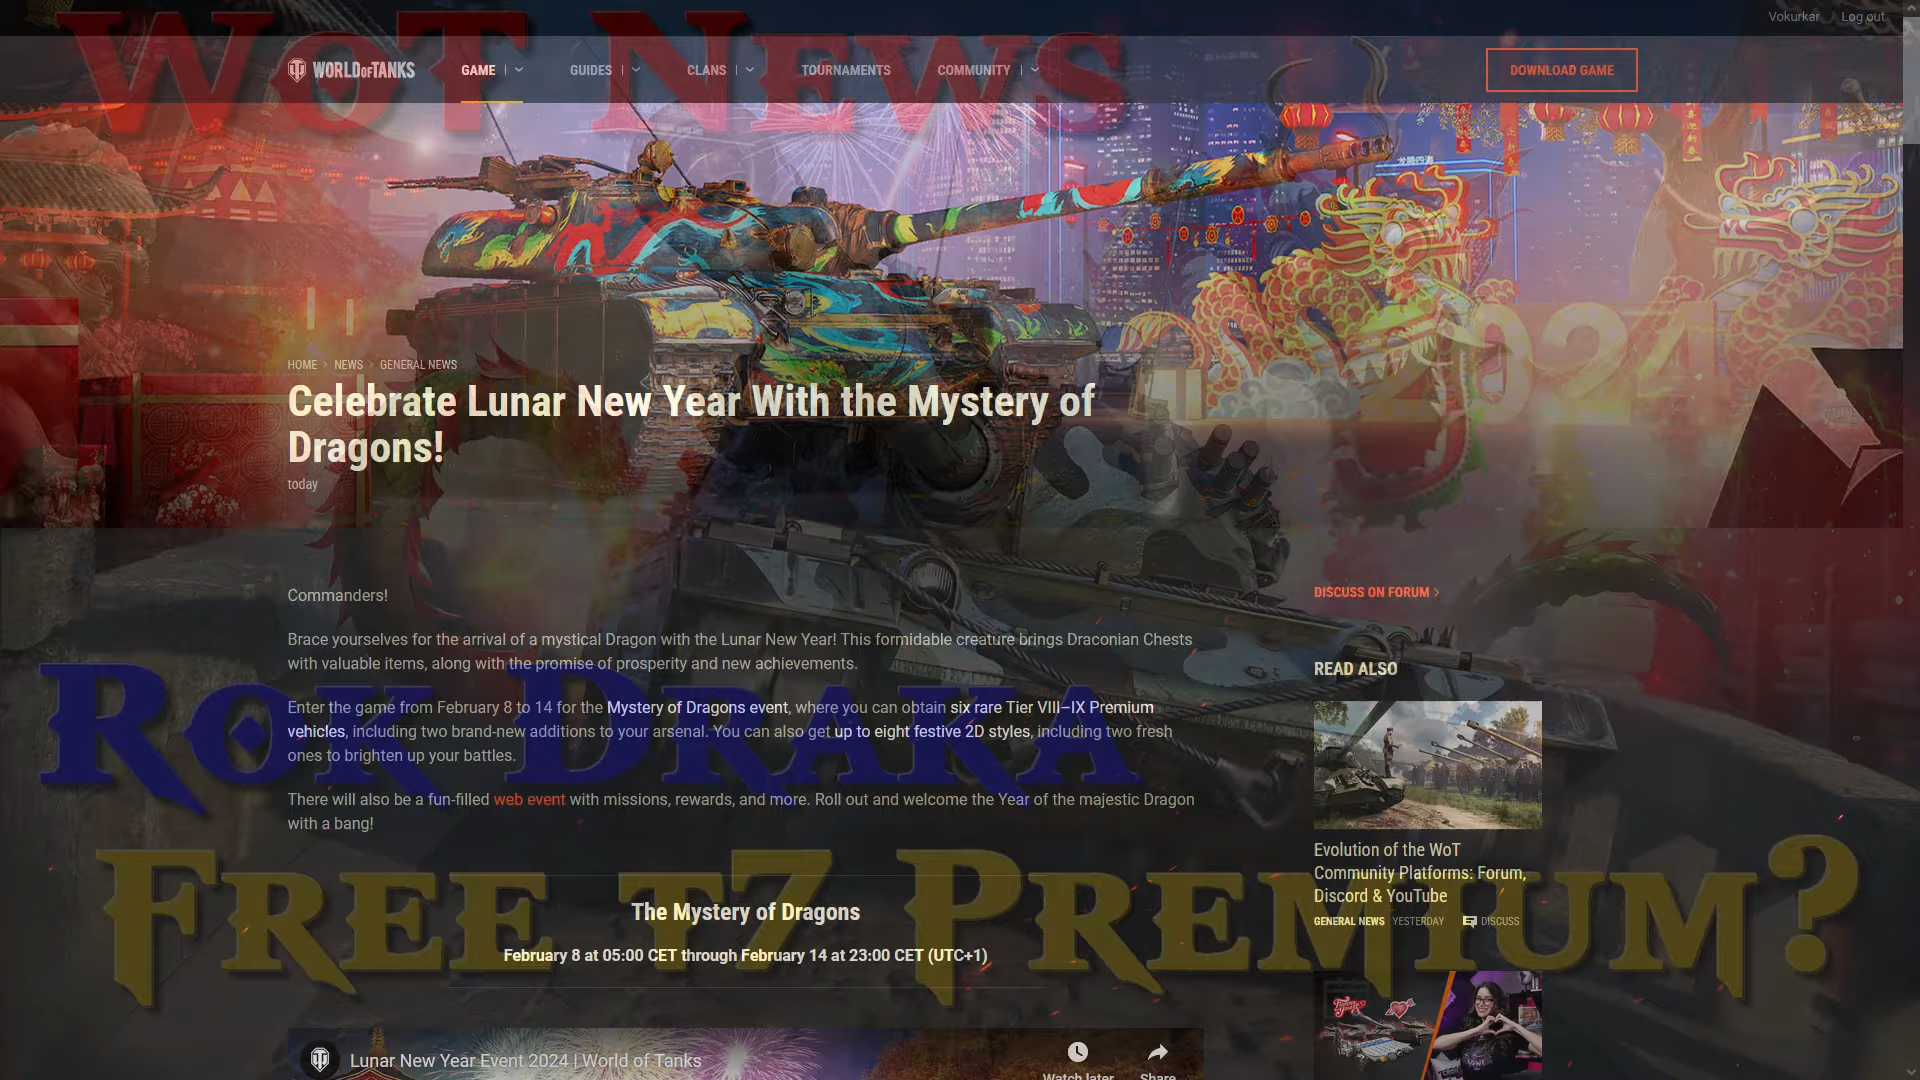 WoT News
Vokurkar
Log out
WORLD OF TANKS
GAME
GUIDES
CLANS
TOURNAMENTS
COMMUNITY
DOWNLOAD GAME
2024
HOME > NEWS > GENERAL NEWS
Celebrate Lunar New Year With the Mystery of
Dragons!
today
Commanders!
Brace yourselves for the arrival of a mystical Dragon with the Lunar New Year! This formidable creature brings Draconian Chests
with valuable items, along with the promise of prosperity and new achievements.
Enter the game from February 8 to 14 for the Mystery of Dragons event, where you can obtain six rare Tier VIII–IX Premium
vehicles, including two brand-new additions to your arsenal. You can also get up to eight festive 2D styles, including two fresh
ones to brighten up your battles.
There will also be a fun-filled web event with missions, rewards, and more. Roll out and welcome the Year of the majestic Dragon
with a bang!
Rok Draka
Free t7 Premium?
The Mystery of Dragons
February 8 at 05:00 CET through February 14 at 23:00 CET (UTC+1)
Lunar New Year Event 2024 | World of Tanks
Watch later
Share
DISCUSS ON FORUM >
READ ALSO
Evolution of the WoT
Community Platforms: Forum,
Discord & YouTube
GENERAL NEWS YESTERDAY DISCUSS